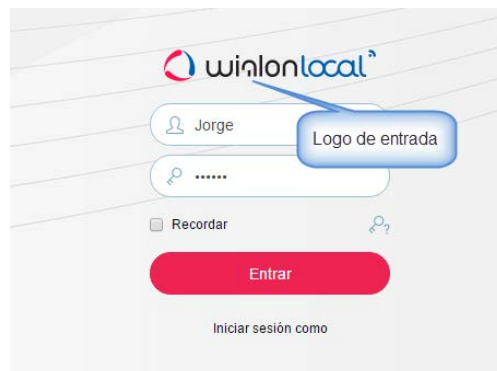 wialonlocal
Jorge
Logo de entrada
••••••
Recordar
?
Entrar
Iniciar sesión como